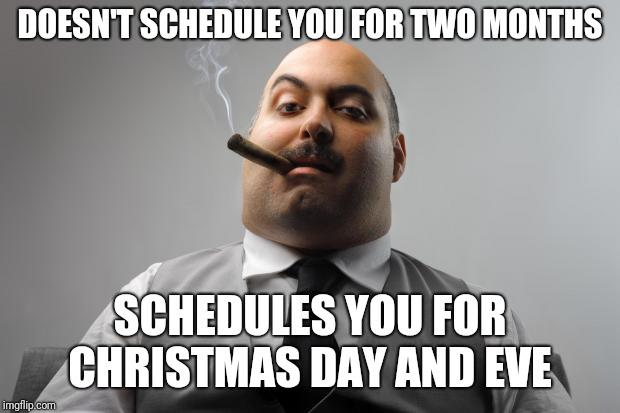 DOESN'T SCHEDULE YOU FOR TWO MONTHS
SCHEDULES YOU FOR
CHRISTMAS DAY AND EVE
imgflip.com